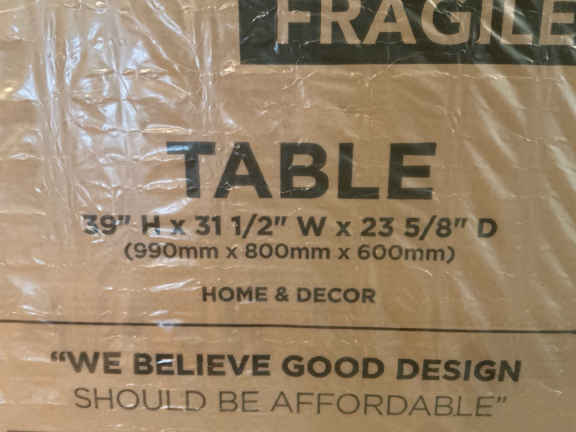 FRAGILE
TABLE
39" H x 31 1/2" W x 23 5/8" D
(990mm x 800mm x 600mm)
HOME & DECOR
“WE BELIEVE GOOD DESIGN
SHOULD BE AFFORDABLE”